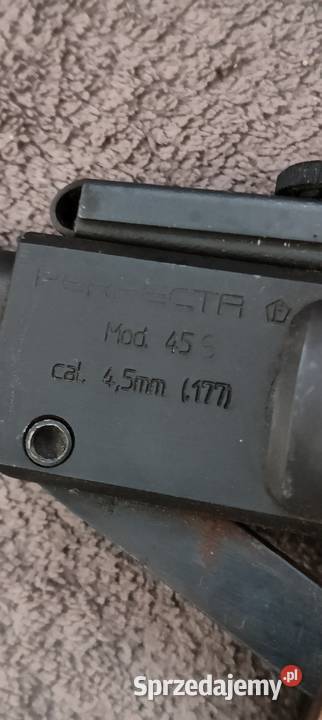 PERFECTA
Mod. 45 S
cal. 4,5mm (.177)
Sprzedajemy.pl